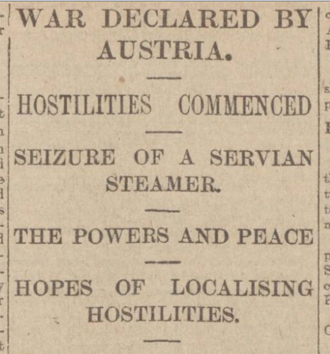 WAR DECLARED BY
AUSTRIA.
HOSTILITIES COMMENCED
SEIZURE OF A SERVIAN
STEAMER.
THE POWERS AND PEACE
HOPES OF LOCALISING
HOSTILITIES.